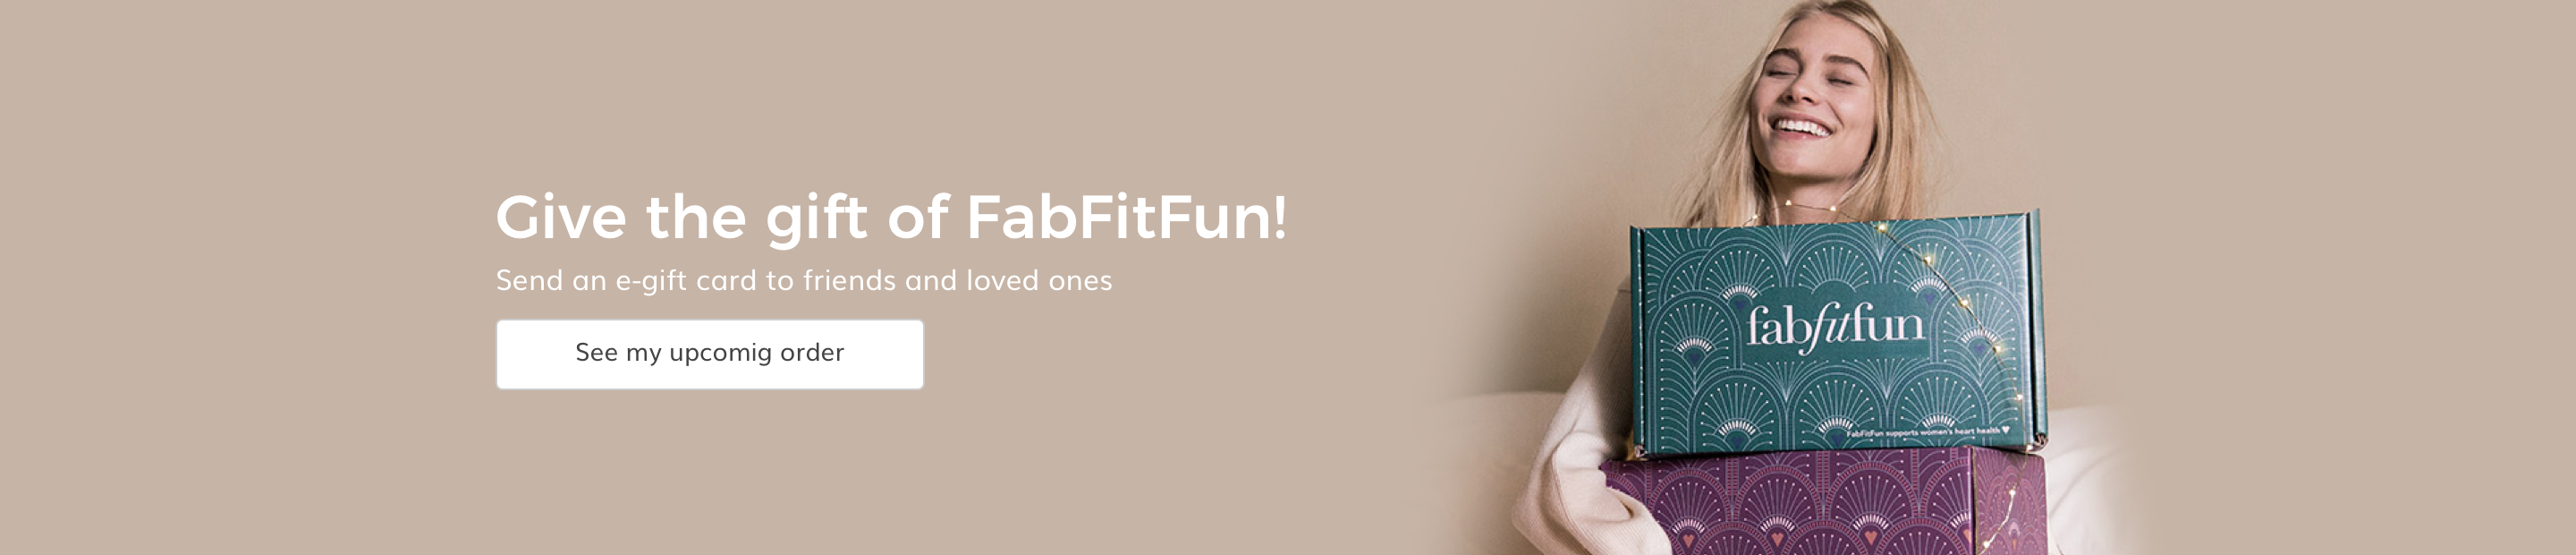 Give the gift of FabFitFun!
Send an e-gift card to friends and loved ones
See my upcomig order
fabfitfun
FabFitFun supports women's heart health